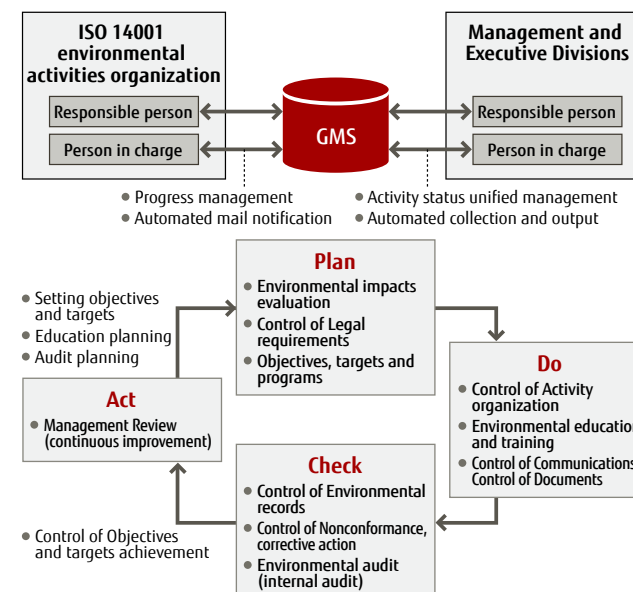 ISO 14001
environmental
activities organization
Responsible person
Person in charge
GMS
Management and
Executive Divisions
Responsible person
Person in charge
• Progress management
• Automated mail notification
• Activity status unified management
• Automated collection and output
Plan
• Environmental impacts
evaluation
• Control of Legal
requirements
• Objectives, targets and
programs
• Setting objectives
and targets
• Education planning
• Audit planning
Do
• Control of Activity
organization
• Environmental education
and training
• Control of Communications
Control of Documents
Act
• Management Review
(continuous improvement)
Check
• Control of Environmental
records
• Control of Nonconformance,
corrective action
• Environmental audit
(internal audit)
• Control of Objectives
and targets achievement